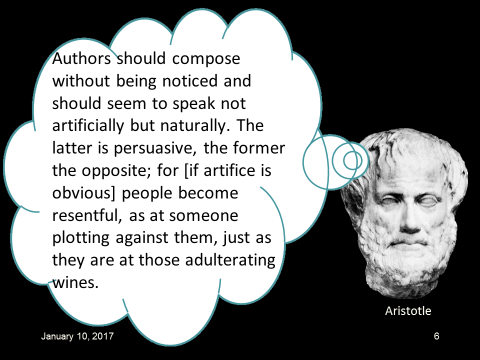 Authors should compose
without being noticed and
should seem to speak not
artificially but naturally. The
latter is persuasive, the former
the opposite; for [if artifice is
obvious] people become
resentful, as at someone
plotting against them, just as
they are at those adulterating
wines.
Aristotle
January 10, 2017
6